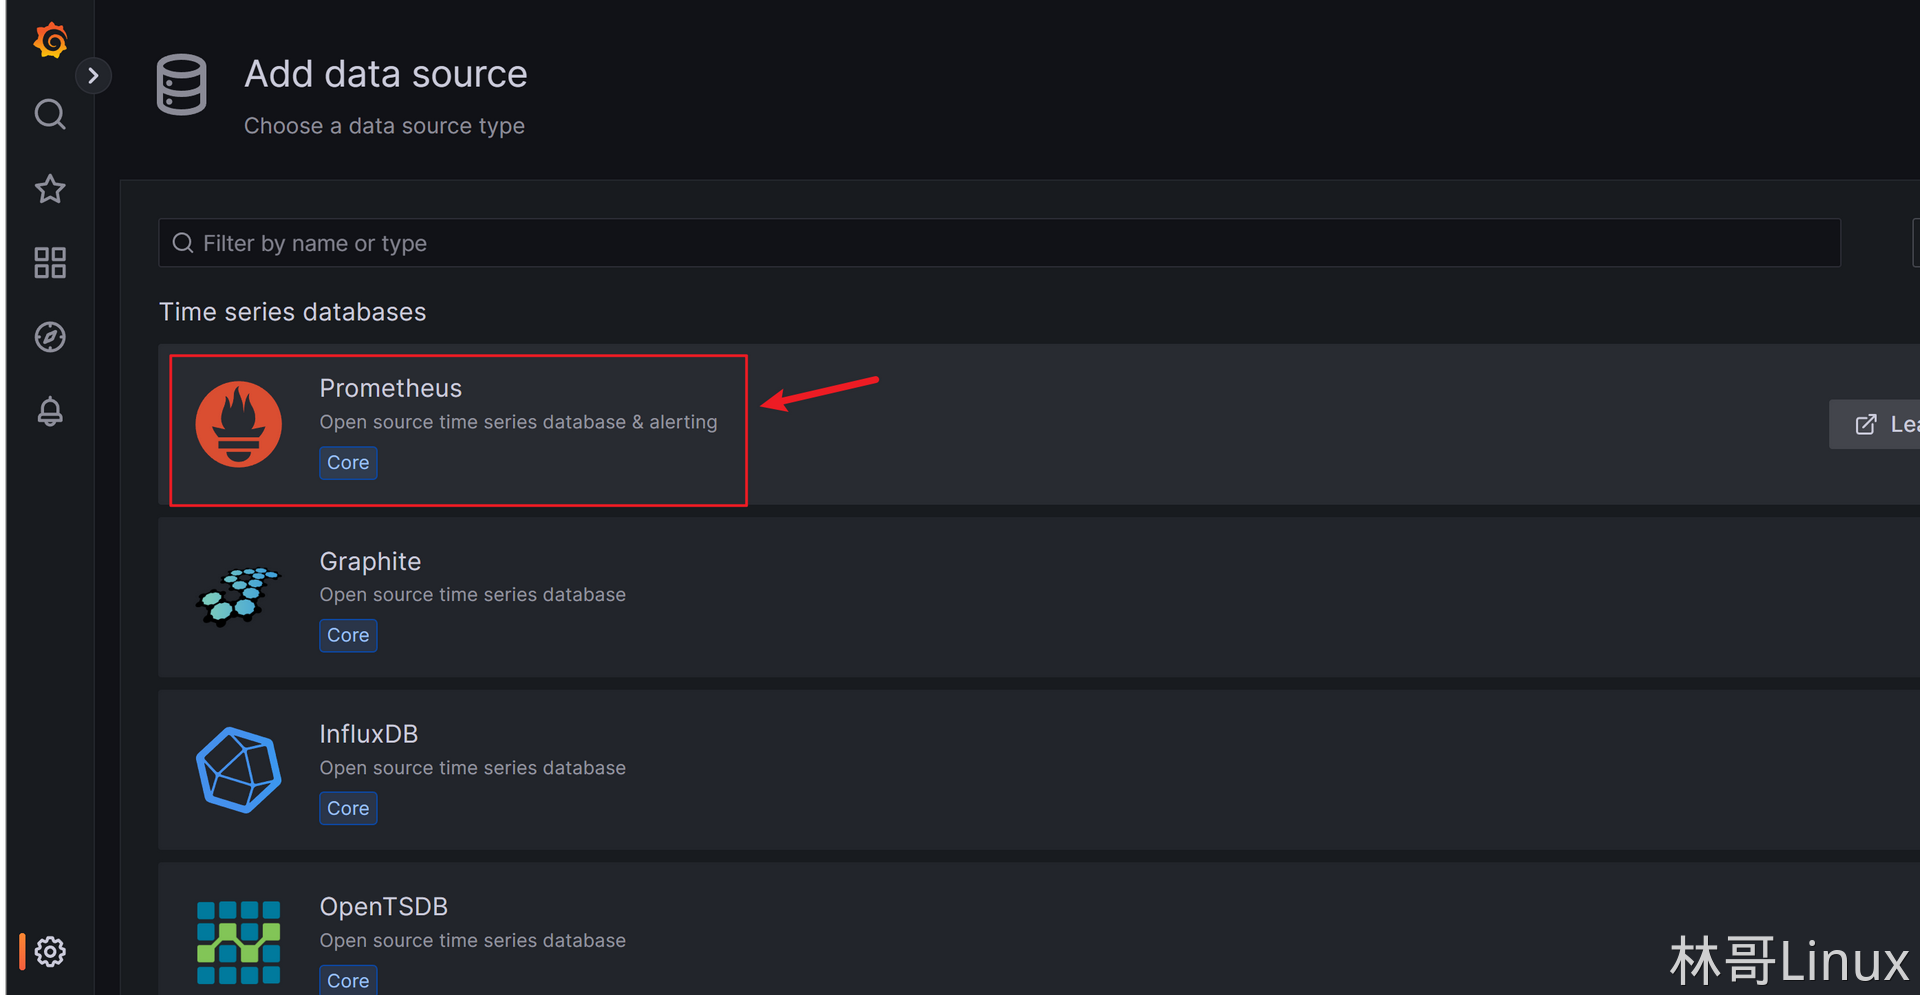 Add data source
Choose a data source type
Filter by name or type
Time series databases
Prometheus
Open source time series database & alerting
Core
Lea
Graphite
Open source time series database
Core
InfluxDB
Open source time series database
Core
OpenTSDB
Open source time series database
Core
林哥Linux